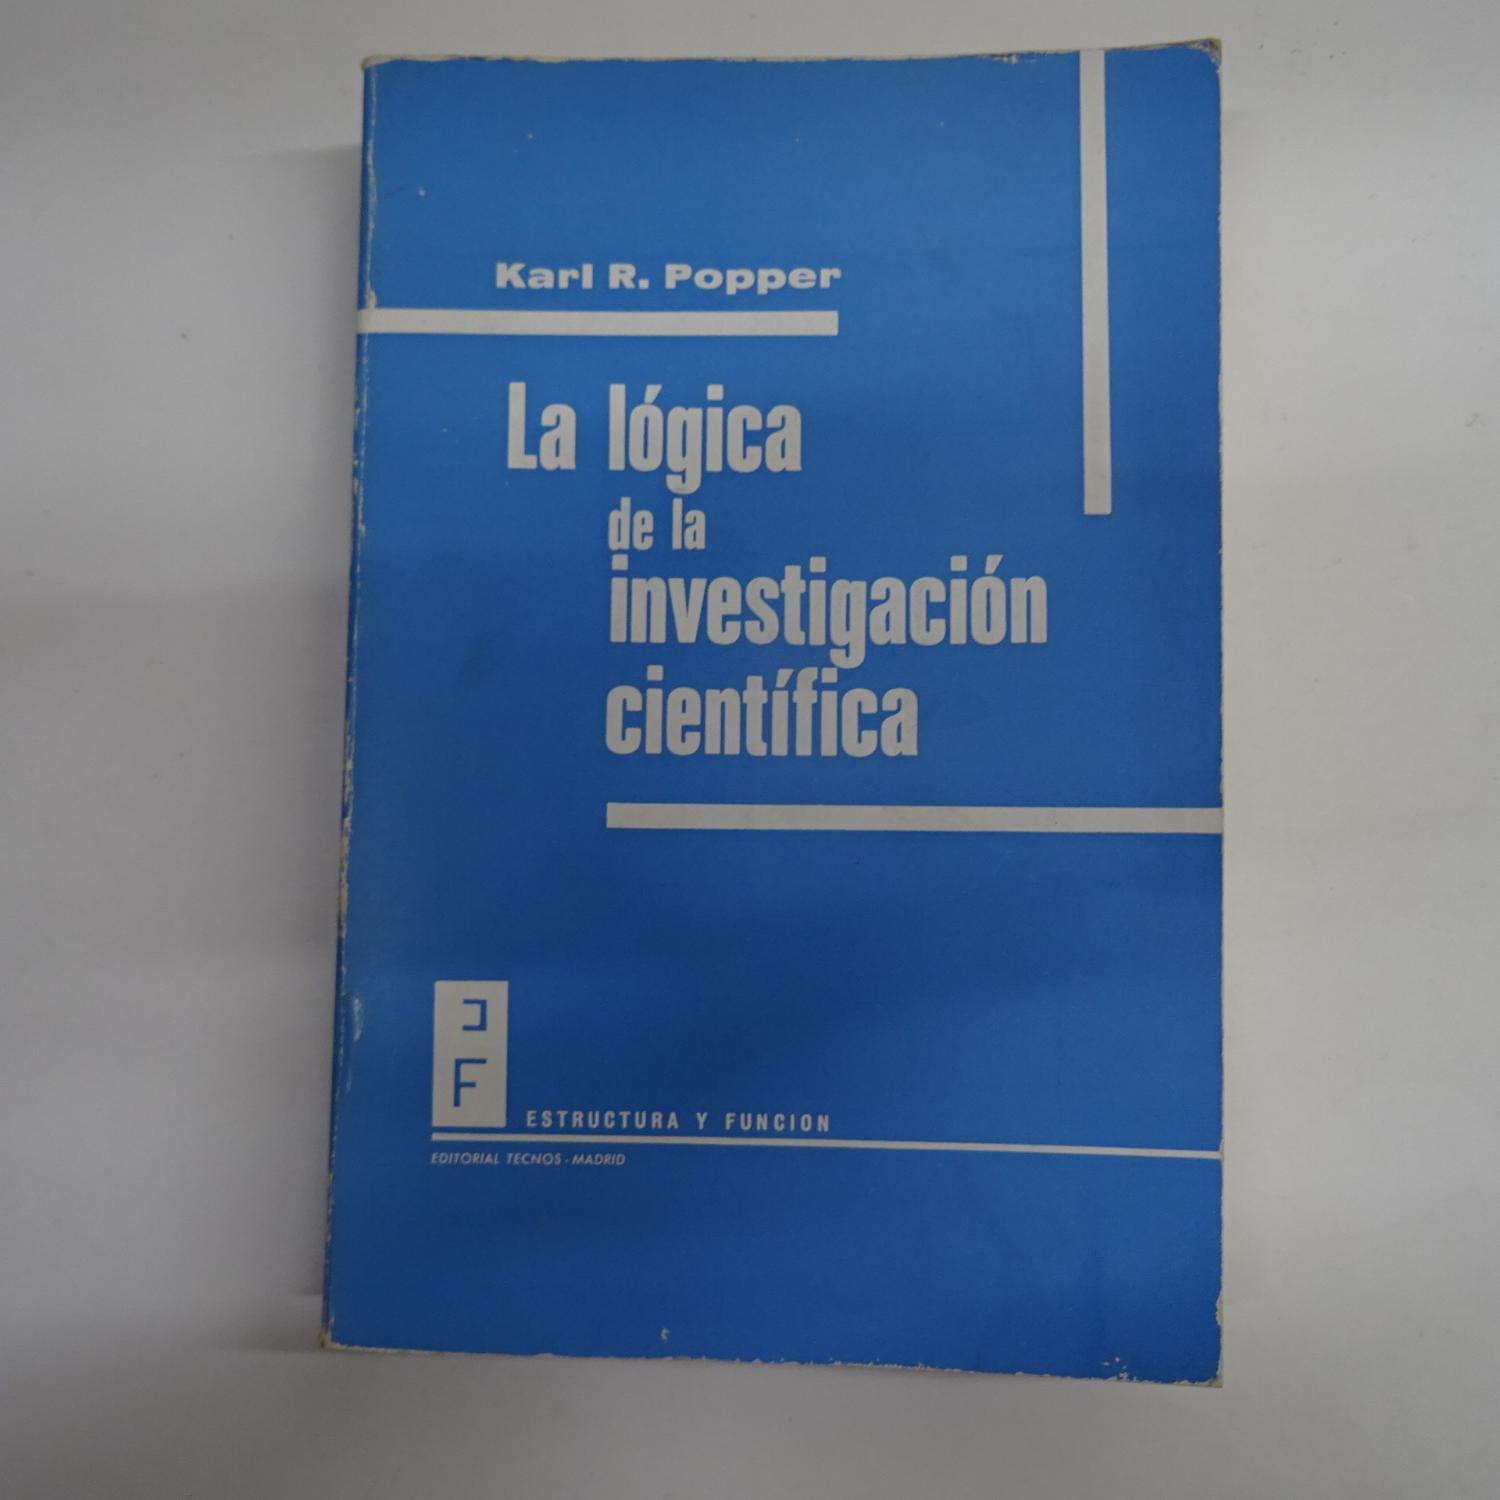 Karl R. Popper
La lógica
de la
investigación
científica
E
F
ESTRUCTURA Y FUNCION
EDITORIAL TECNOS - MADRID